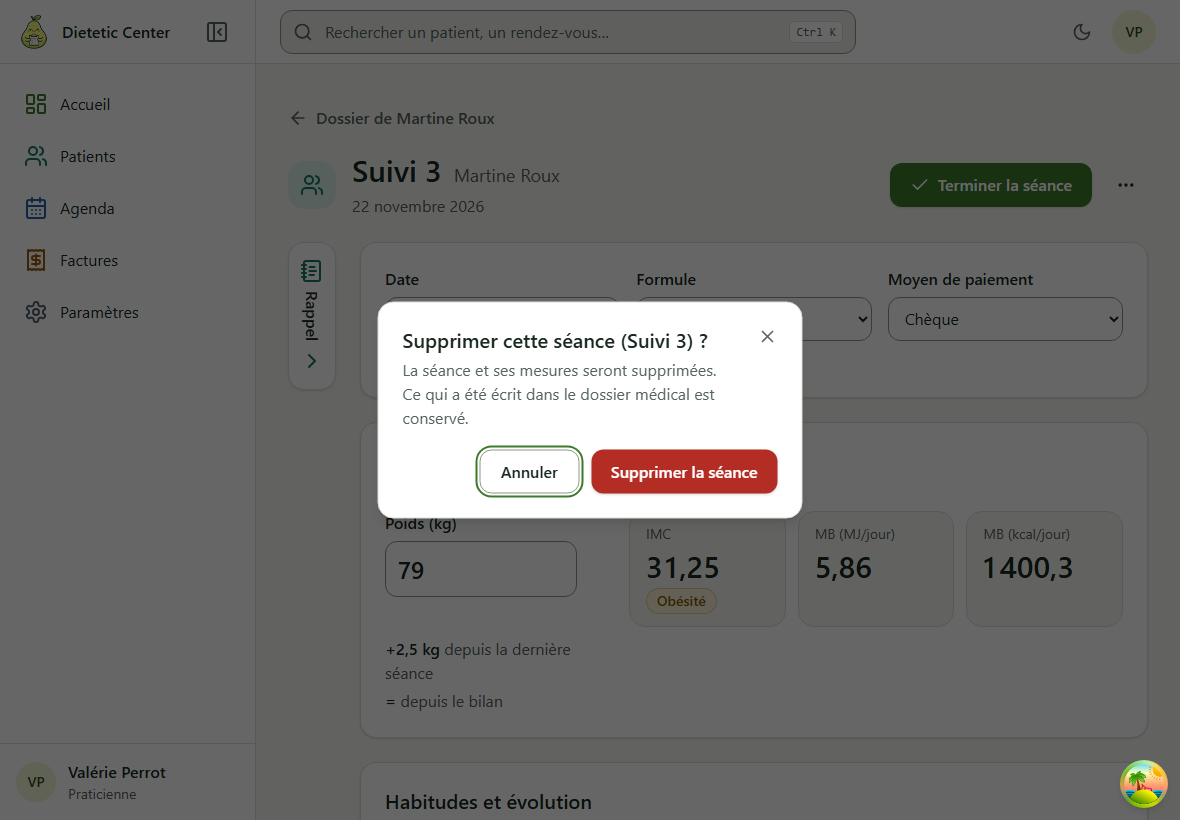 Dietetic Center
Rechercher un patient, un rendez-vous...
Ctrl K
VP
Accueil
Patients
Agenda
Factures
Paramètres
Dossier de Martine Roux
Suivi 3 Martine Roux
22 novembre 2026
Terminer la séance
Rappel
Date
Formule
Moyen de paiement
Chèque
Supprimer cette séance (Suivi 3) ?
La séance et ses mesures seront supprimées.
Ce qui a été écrit dans le dossier médical est
conservé.
Annuler
Supprimer la séance
Poids (kg)
79
IMC
31,25
Obésité
MB (MJ/jour)
5,86
MB (kcal/jour)
1400,3
+2,5 kg depuis la dernière
séance
= depuis le bilan
Habitudes et évolution
VP
Valérie Perrot
Praticienne